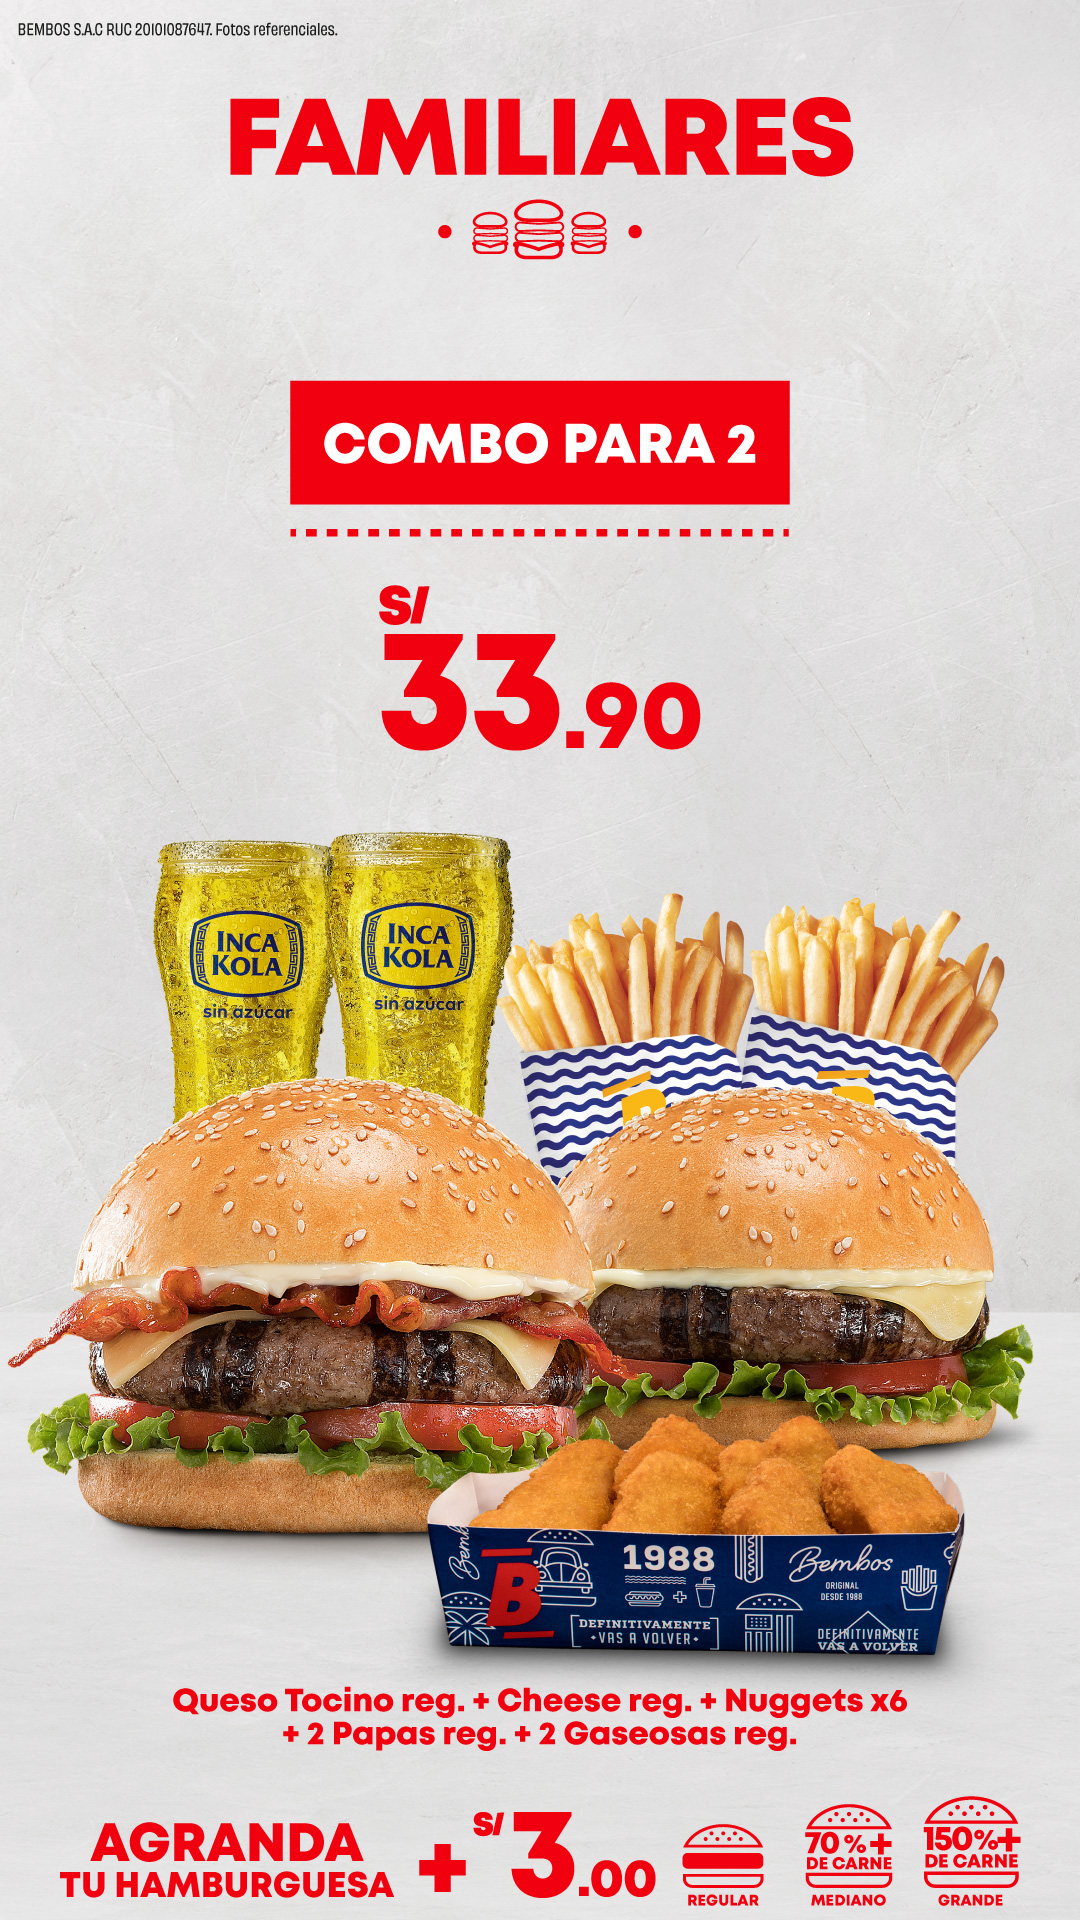 BEMBOS S.A.C RUC 20101087647. Fotos referenciales.
FAMILIARES
COMBO PARA 2
S/
33.90
INCA
KOLA
sin azúcar
INCA
KOLA
sin azúcar
B
1988
Bembos
ORIGINAL
DESDE 1988
DEFINITIVAMENTE
VAS A VOLVER
DEFINITIVAMENTE
VAS A VOLVER
Queso Tocino reg. + Cheese reg. + Nuggets x6
+ 2 Papas reg. + 2 Gaseosas reg.
AGRANDA
TU HAMBURGUESA
+ S/ 3.00
REGULAR
70%+
DE CARNE
MEDIANO
150%+
DE CARNE
GRANDE